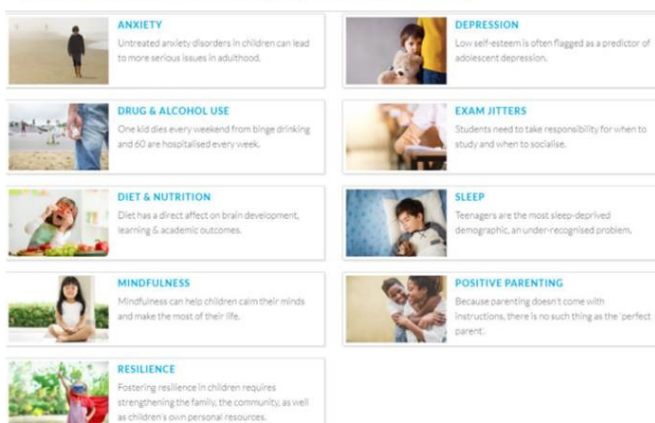 ANXIETY
Untreated anxiety disorders in children can lead
to more serious issues in adulthood.
DEPRESSION
Low self-esteem is often flagged as a predictor of
adolescent depression.
DRUG & ALCOHOL USE
One kid dies every weekend from binge drinking
and 60 are hospitalised every week.
EXAM JITTERS
Students need to take responsibility for when to
study and when to socialise.
DIET & NUTRITION
Diet has a direct affect on brain development,
learning & academic outcomes.
SLEEP
Teenagers are the most sleep-deprived
demographic, an under-recognised problem.
MINDFULNESS
Mindfulness can help children calm their minds
and make the most of their life.
POSITIVE PARENTING
Because parenting doesn't come with
instructions, there is no such thing as the 'perfect
parent'.
RESILIENCE
Fostering resilience in children requires
strengthening the family, the community, as well
as children's own personal resources.